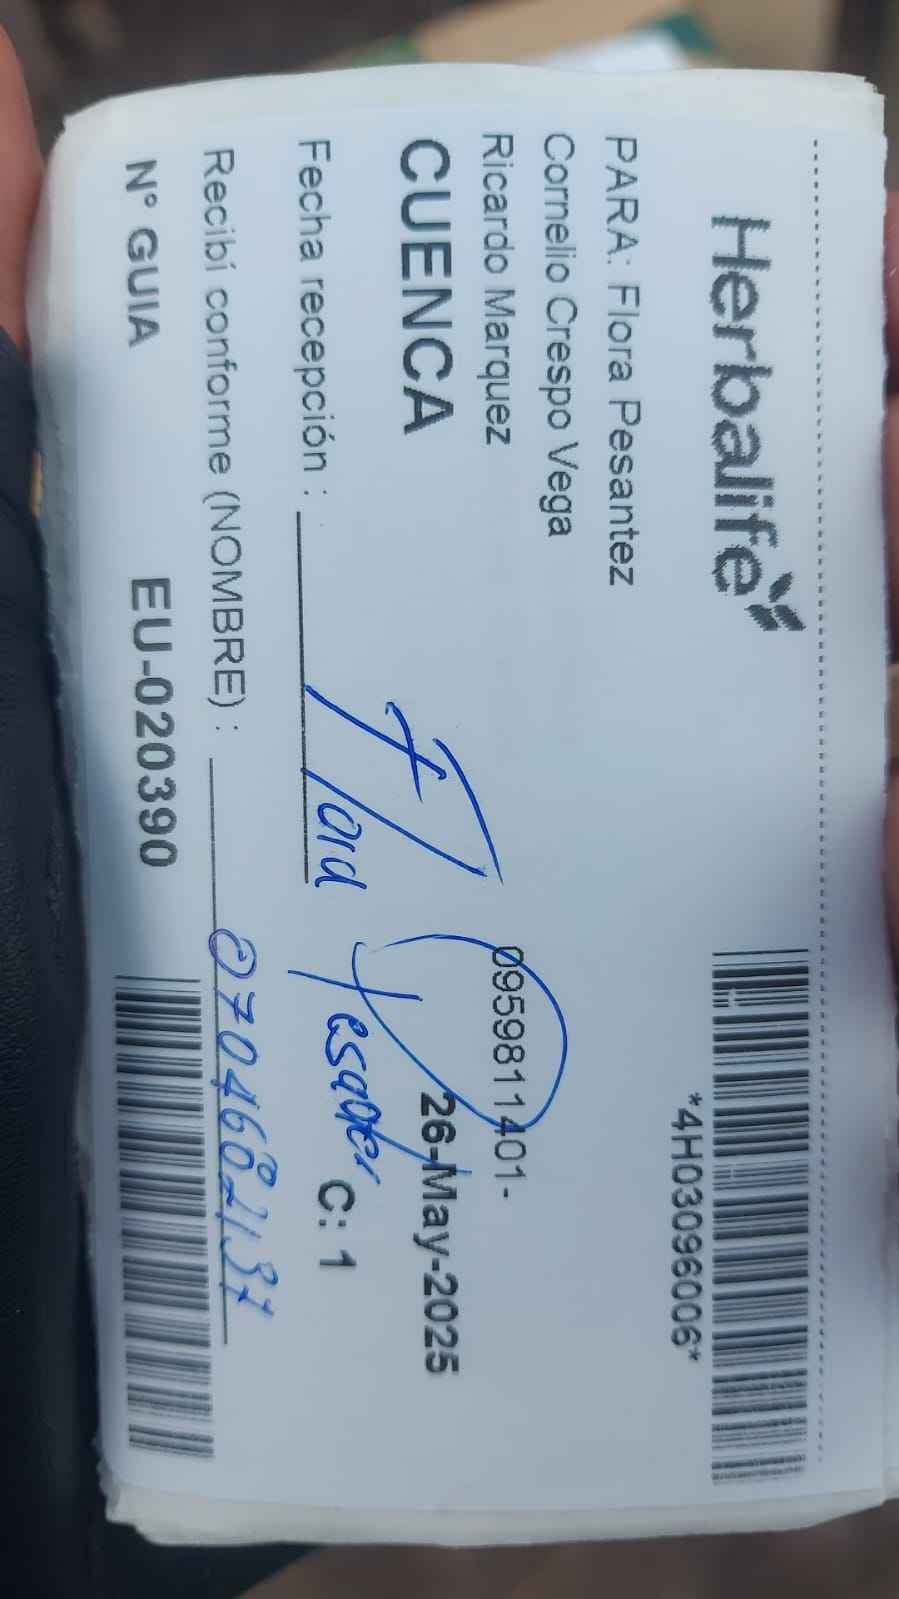 Herbalife
*4H03096006*
PARA: Flora Pesantez
Cornelio Crespo Vega
Ricardo Marquez 0959811401-
CUENCA 26-May-2025
Fecha recepción : Flora Pesantez C: 1
Recibí conforme (NOMBRE) :
N° GUIA EU-020390